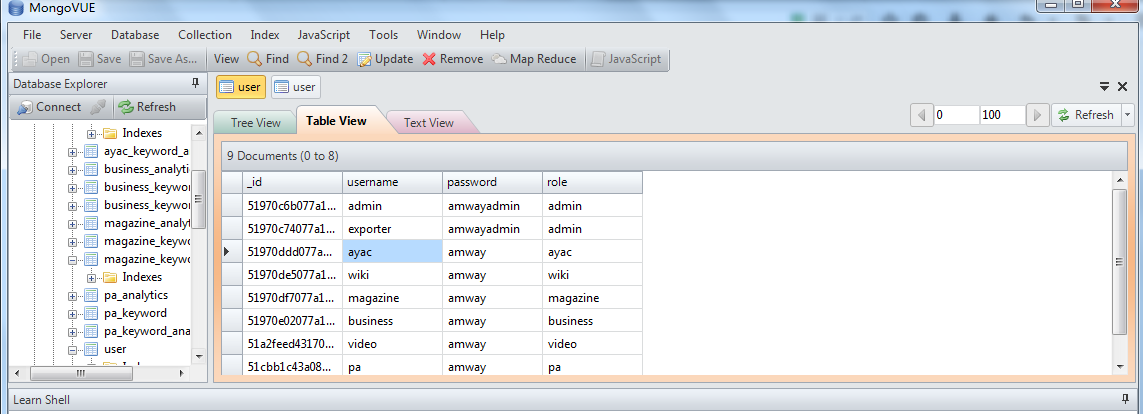 MongoVUE
File Server Database Collection Index JavaScript Tools Window Help
Open Save Save As... View Find Find 2 Update Remove Map Reduce JavaScript
Database Explorer
user user
Connect Refresh
Tree View Table View Text View
0 100 Refresh
Indexes
ayac_keyword_a
business_analyti
business_keyword
business_keyword
magazine_analyt
magazine_keywo
magazine_keywo
Indexes
pa_analytics
pa_keyword
pa_keyword_ana
user
9 Documents (0 to 8)
_id username password role
51970c6b077a1... admin amwayadmin admin
51970c74077a1... exporter amwayadmin admin
51970ddd077a... ayac amway ayac
51970de5077a1... wiki amway wiki
51970df7077a1... magazine amway magazine
51970e02077a1... business amway business
51a2feed43170... video amway video
51cbb1c43a08... pa amway pa
Learn Shell